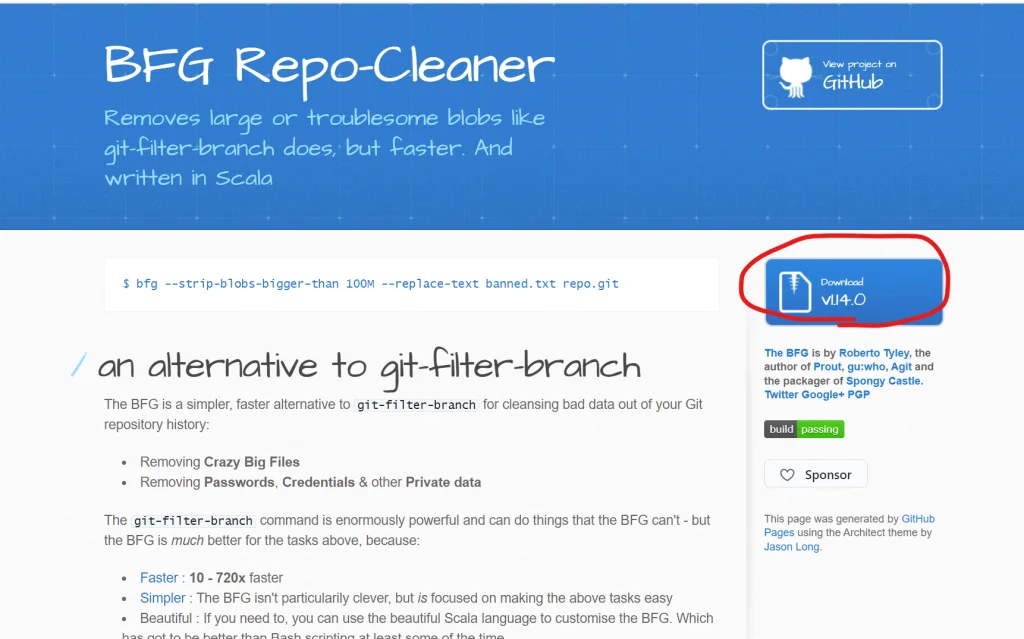 BFG Repo-Cleaner
Removes large or troublesome blobs like
git-filter-branch does, but faster. And
written in Scala
View project on
GitHub
$ bfg --strip-blobs-bigger-than 100M --replace-text banned.txt repo.git
Download
v1.14.0
/ an alternative to git-filter-branch
The BFG is a simpler, faster alternative to git-filter-branch for cleansing bad data out of your Git
repository history:
• Removing Crazy Big Files
• Removing Passwords, Credentials & other Private data
The git-filter-branch command is enormously powerful and can do things that the BFG can't - but
the BFG is much better for the tasks above, because:
• Faster : 10 - 720x faster
• Simpler : The BFG isn't particularily clever, but is focused on making the above tasks easy
• Beautiful : If you need to, you can use the beautiful Scala language to customise the BFG. Which
has got to be better than Bash scripting at least some of the time.
The BFG is by Roberto Tyley, the
author of Prout, gu:who, Agit and
the packager of Spongy Castle.
Twitter Google+ PGP
build passing
Sponsor
This page was generated by GitHub
Pages using the Architect theme by
Jason Long.